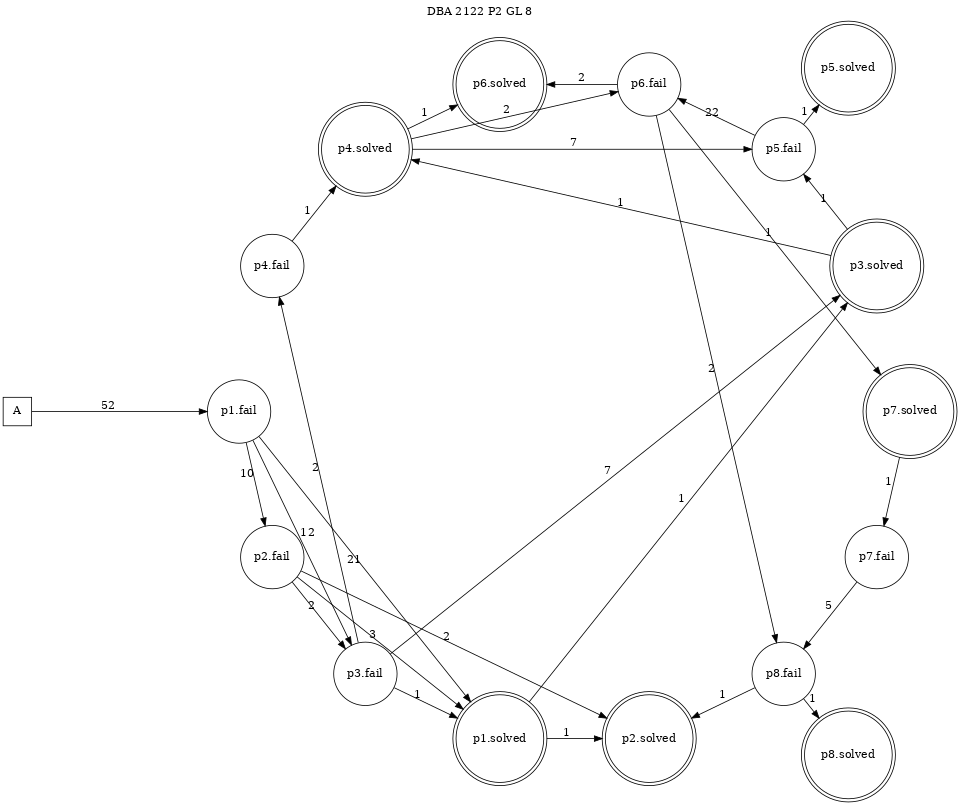 DBA 2122 P2 GL 8
p5.solved
p6.solved
2
p6.fail
1
2
22
1
p4.solved
7
p5.fail
1
1
1
1
p4.fail
p3.solved
2
A
52
p1.fail
p7.solved
2
7
10
1
1
12
21
p2.fail
p7.fail
2
3
2
5
p3.fail
p8.fail
1
1
1
p1.solved
1
p2.solved
p8.solved